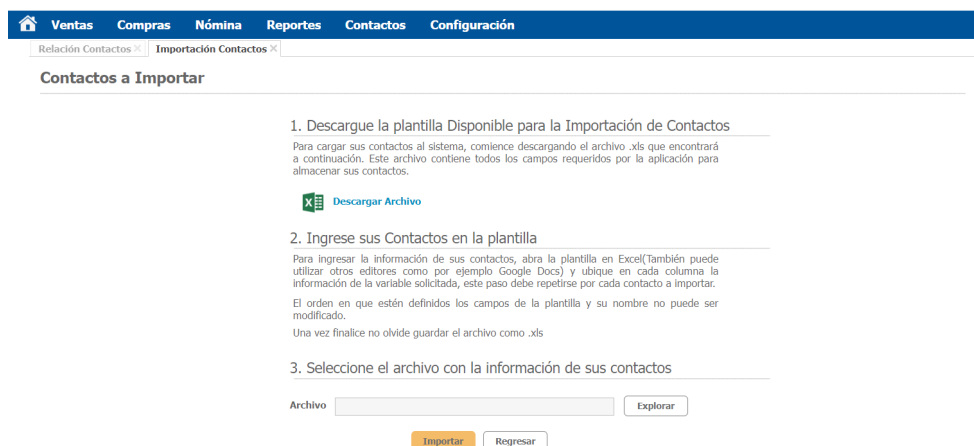 Ventas Compras Nómina Reportes Contactos Configuración
Relación Contactos × Importación Contactos ×
Contactos a Importar
1. Descargue la plantilla Disponible para la Importación de Contactos
Para cargar sus contactos al sistema, comience descargando el archivo .xls que encontrará
a continuación. Este archivo contiene todos los campos requeridos por la aplicación para
almacenar sus contactos.
Descargar Archivo
2. Ingrese sus Contactos en la plantilla
Para ingresar la información de sus contactos, abra la plantilla en Excel(También puede
utilizar otros editores como por ejemplo Google Docs) y ubique en cada columna la
información de la variable solicitada, este paso debe repetirse por cada contacto a importar.
El orden en que estén definidos los campos de la plantilla y su nombre no puede ser
modificado.
Una vez finalice no olvide guardar el archivo como .xls
3. Seleccione el archivo con la información de sus contactos
Archivo Explorar
Importar Regresar